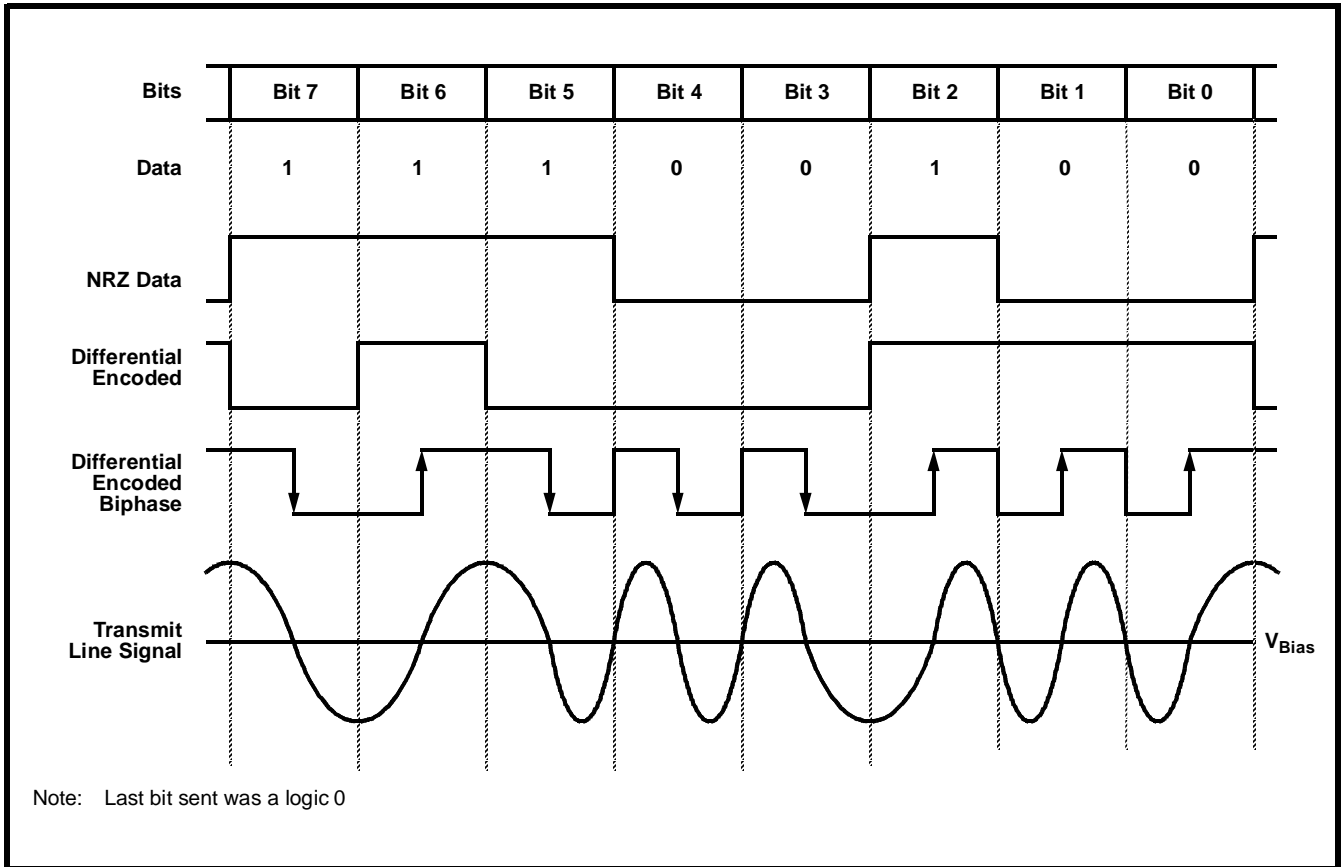 Bits Bit 7 Bit 6 Bit 5 Bit 4 Bit 3 Bit 2 Bit 1 Bit 0
Data 1 1 1 0 0 1 0 0
NRZ Data
Differential
Encoded
Differential
Encoded
Biphase
Transmit
Line Signal
VBias
Note: Last bit sent was a logic 0